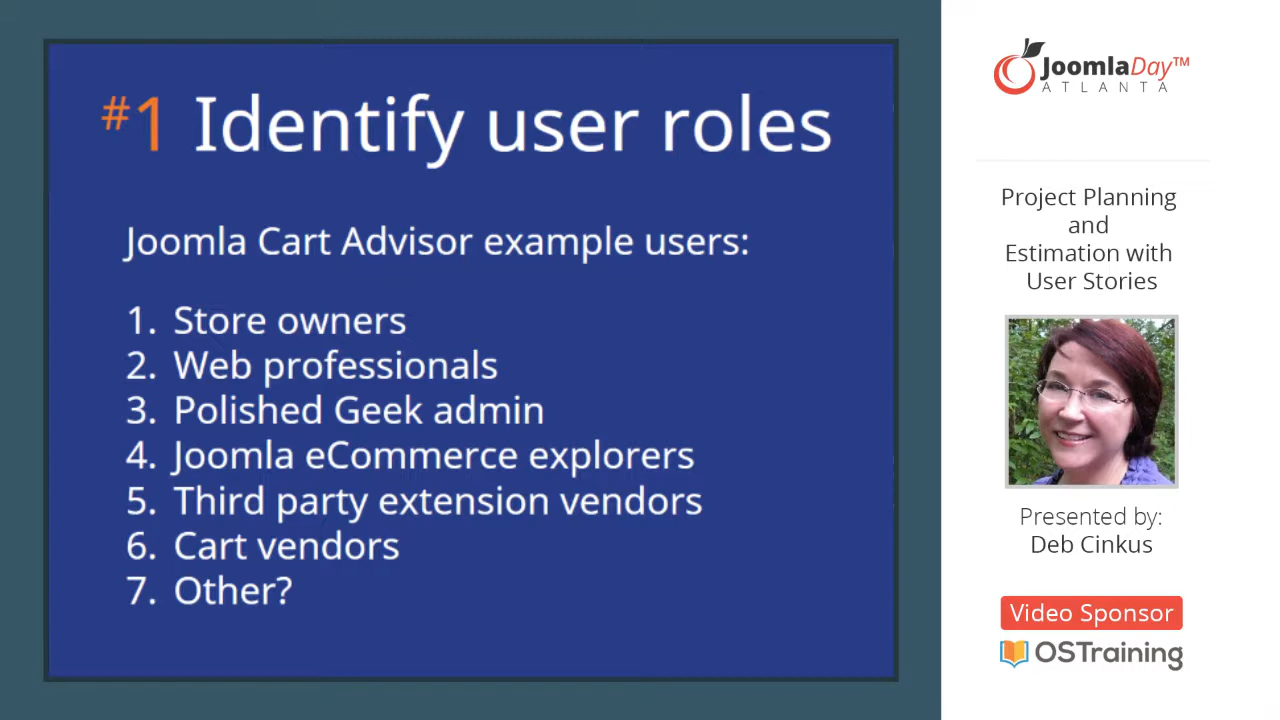 #1 Identify user roles
Joomla Cart Advisor example users:
1. Store owners
2. Web professionals
3. Polished Geek admin
4. Joomla eCommerce explorers
5. Third party extension vendors
6. Cart vendors
7. Other?
JoomlaDay™
ATLANTA
Project Planning
and
Estimation with
User Stories
Presented by:
Deb Cinkus
Video Sponsor
OSTraining